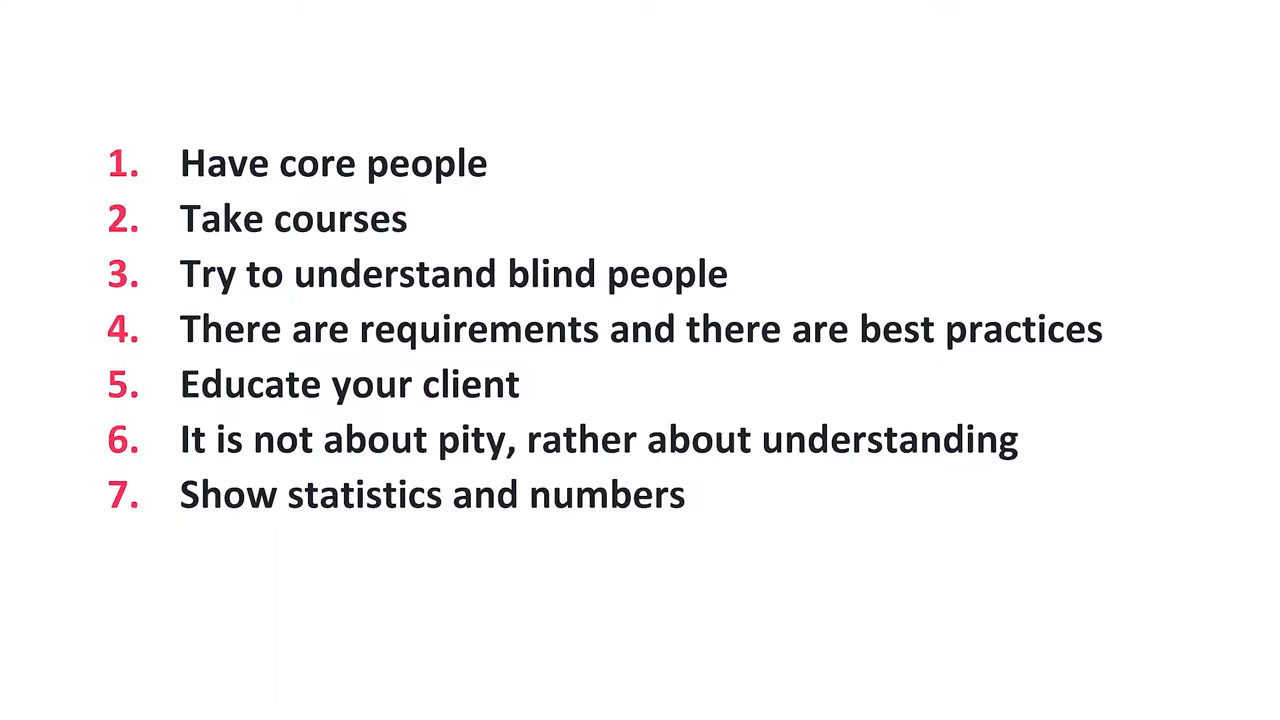 1. Have core people
2. Take courses
3. Try to understand blind people
4. There are requirements and there are best practices
5. Educate your client
6. It is not about pity, rather about understanding
7. Show statistics and numbers